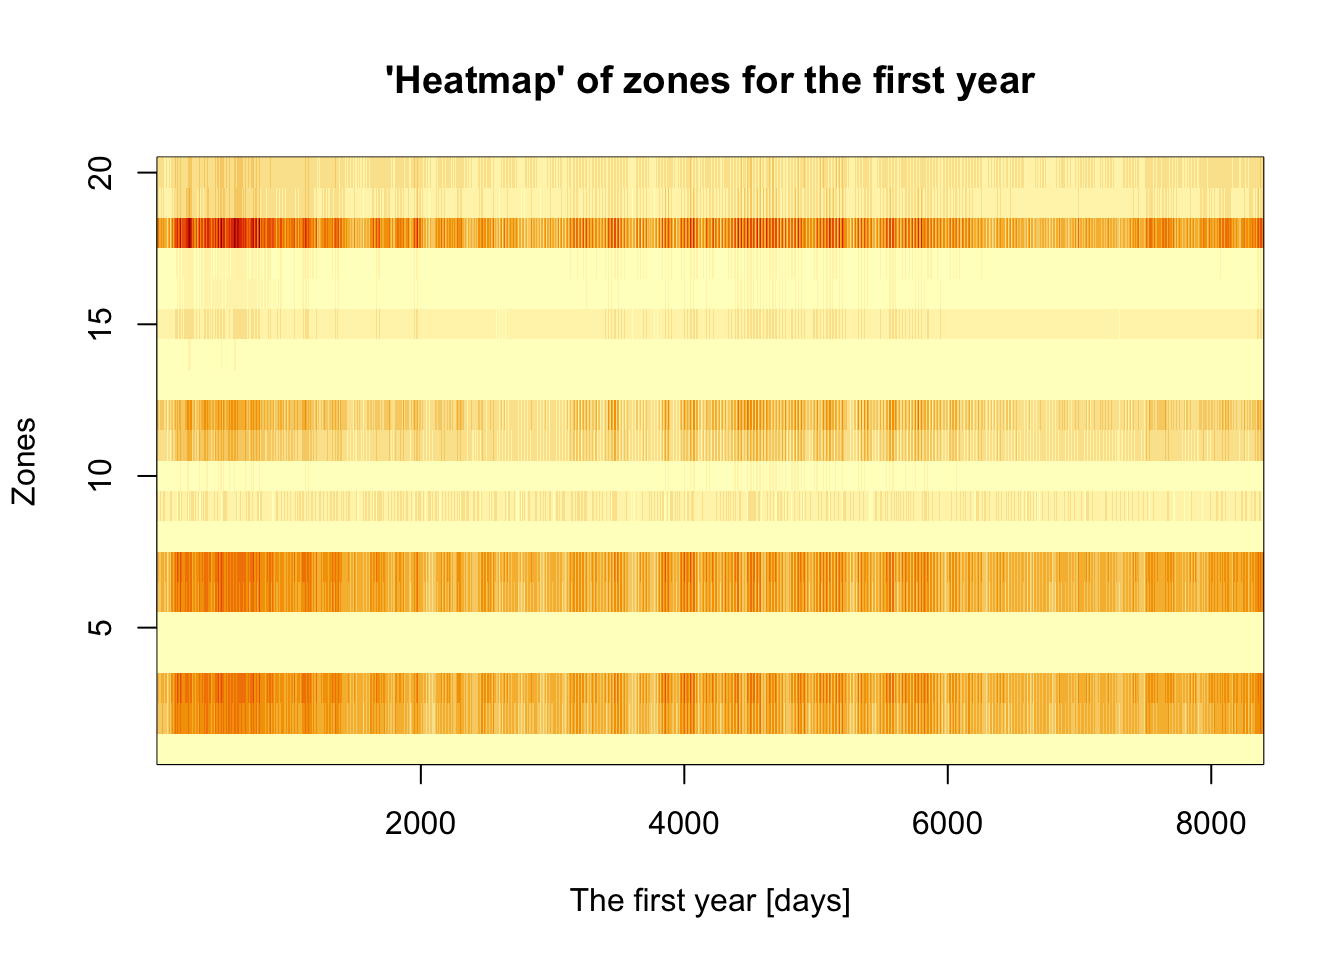 'Heatmap' of zones for the first year
20
15
10
5
Zones
2000 4000 6000 8000
The first year [days]